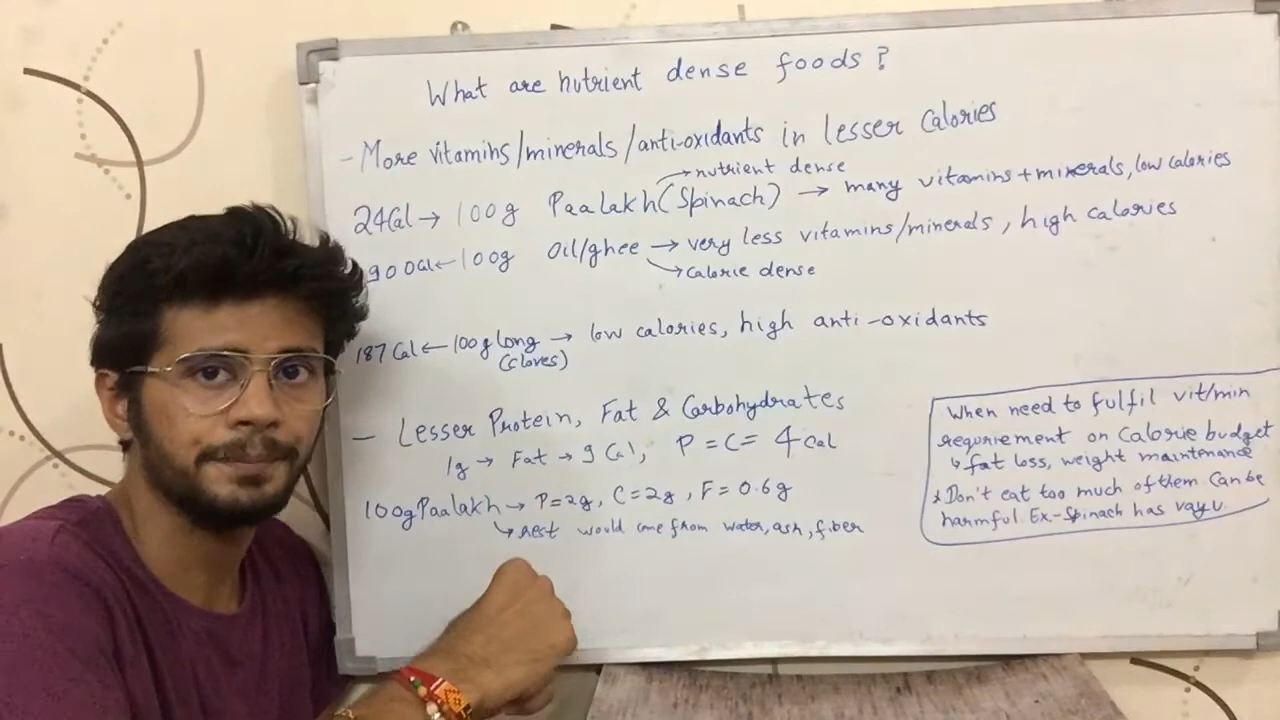 What are nutrient dense foods?
- More vitamins/minerals/anti-oxidants in lesser Calories
→ nutrient dense
24Cal → 100g Paalakh (Spinach) → many vitamins + minerals, low calories
900Cal ← 100g Oil/ghee → very less vitamins/minerals, high calories
→ Calorie dense
187 Cal ← 100g long → low calories, high anti-oxidants
(cloves)
- Lesser Protein, Fat & Carbohydrates
1g → Fat → 9 Cal, P = C = 4 Cal
100g Paalakh → P=2g, C=2g, F=0.6g
↳ rest would come from water, ash, fiber
When need to fulfil vit/min
requriement on Calorie budget
↳ fat loss, weight maintenance
* Don't eat too much of them Can be
harmful. Ex-Spinach has vayu.